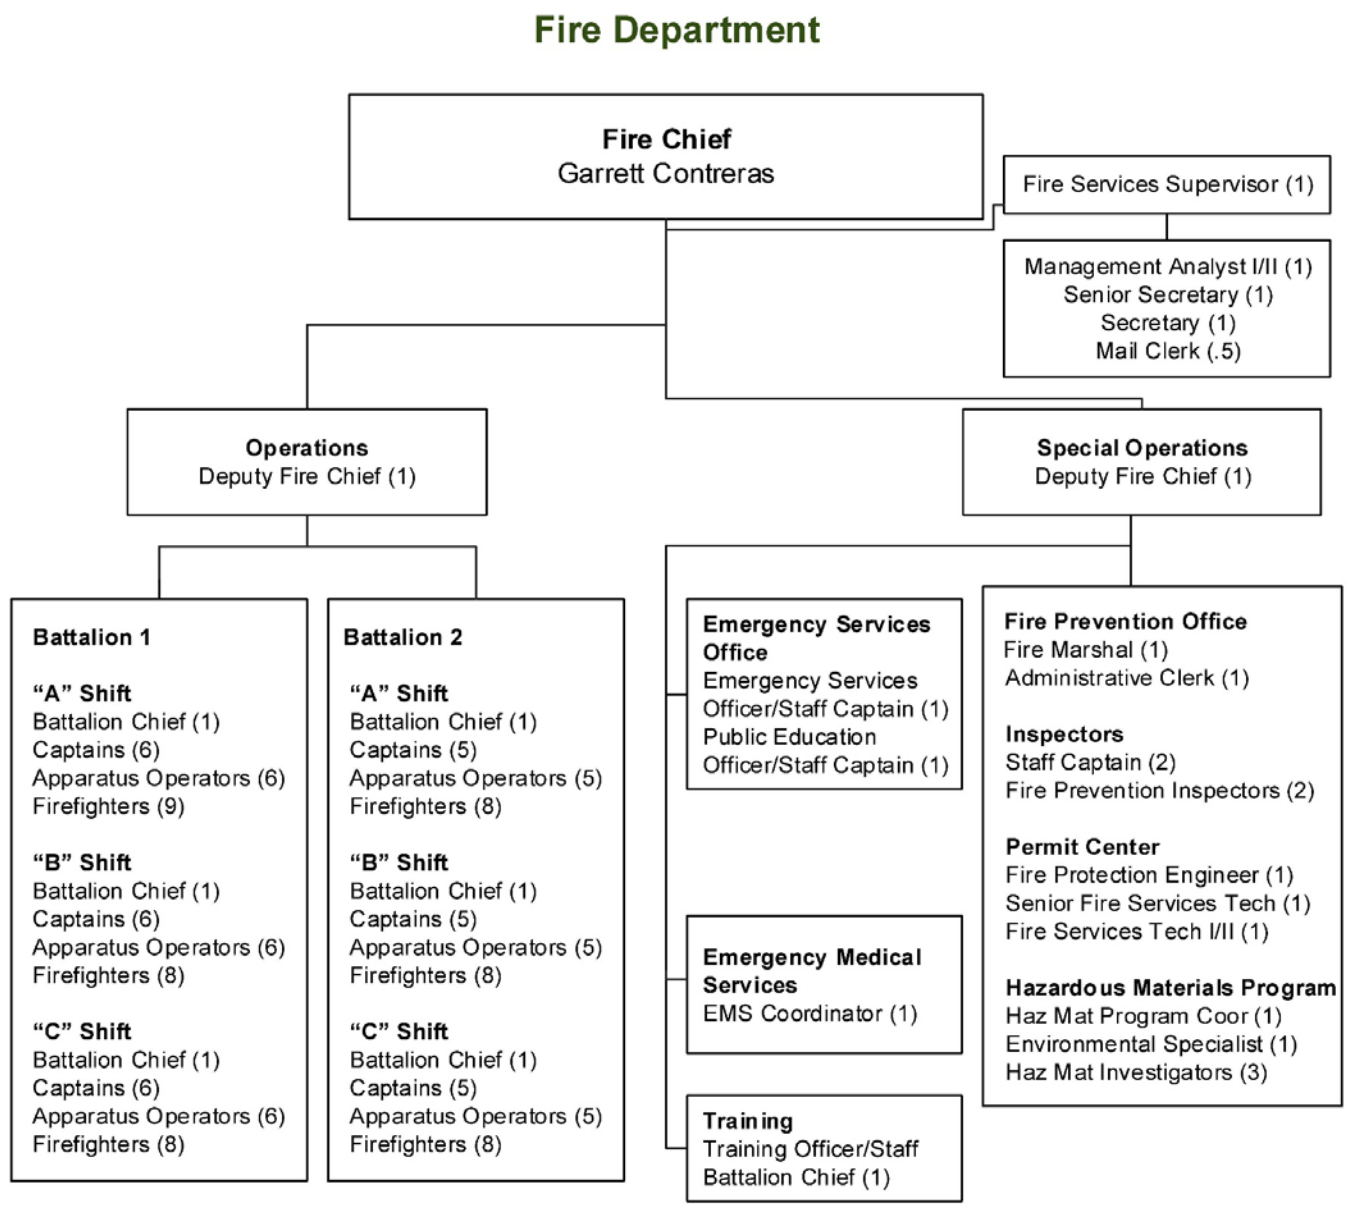 Fire Department
Fire Chief
Garrett Contreras
Fire Services Supervisor (1)
Management Analyst I/II (1)
Senior Secretary (1)
Secretary (1)
Mail Clerk (.5)
Operations
Deputy Fire Chief (1)
Special Operations
Deputy Fire Chief (1)
Battalion 1
“A” Shift
Battalion Chief (1)
Captains (6)
Apparatus Operators (6)
Firefighters (9)
“B” Shift
Battalion Chief (1)
Captains (6)
Apparatus Operators (6)
Firefighters (8)
“C” Shift
Battalion Chief (1)
Captains (6)
Apparatus Operators (6)
Firefighters (8)
Battalion 2
“A” Shift
Battalion Chief (1)
Captains (5)
Apparatus Operators (5)
Firefighters (8)
“B” Shift
Battalion Chief (1)
Captains (5)
Apparatus Operators (5)
Firefighters (8)
“C” Shift
Battalion Chief (1)
Captains (5)
Apparatus Operators (5)
Firefighters (8)
Emergency Services
Office
Emergency Services
Officer/Staff Captain (1)
Public Education
Officer/Staff Captain (1)
Emergency Medical
Services
EMS Coordinator (1)
Training
Training Officer/Staff
Battalion Chief (1)
Fire Prevention Office
Fire Marshal (1)
Administrative Clerk (1)
Inspectors
Staff Captain (2)
Fire Prevention Inspectors (2)
Permit Center
Fire Protection Engineer (1)
Senior Fire Services Tech (1)
Fire Services Tech I/II (1)
Hazardous Materials Program
Haz Mat Program Coor (1)
Environmental Specialist (1)
Haz Mat Investigators (3)